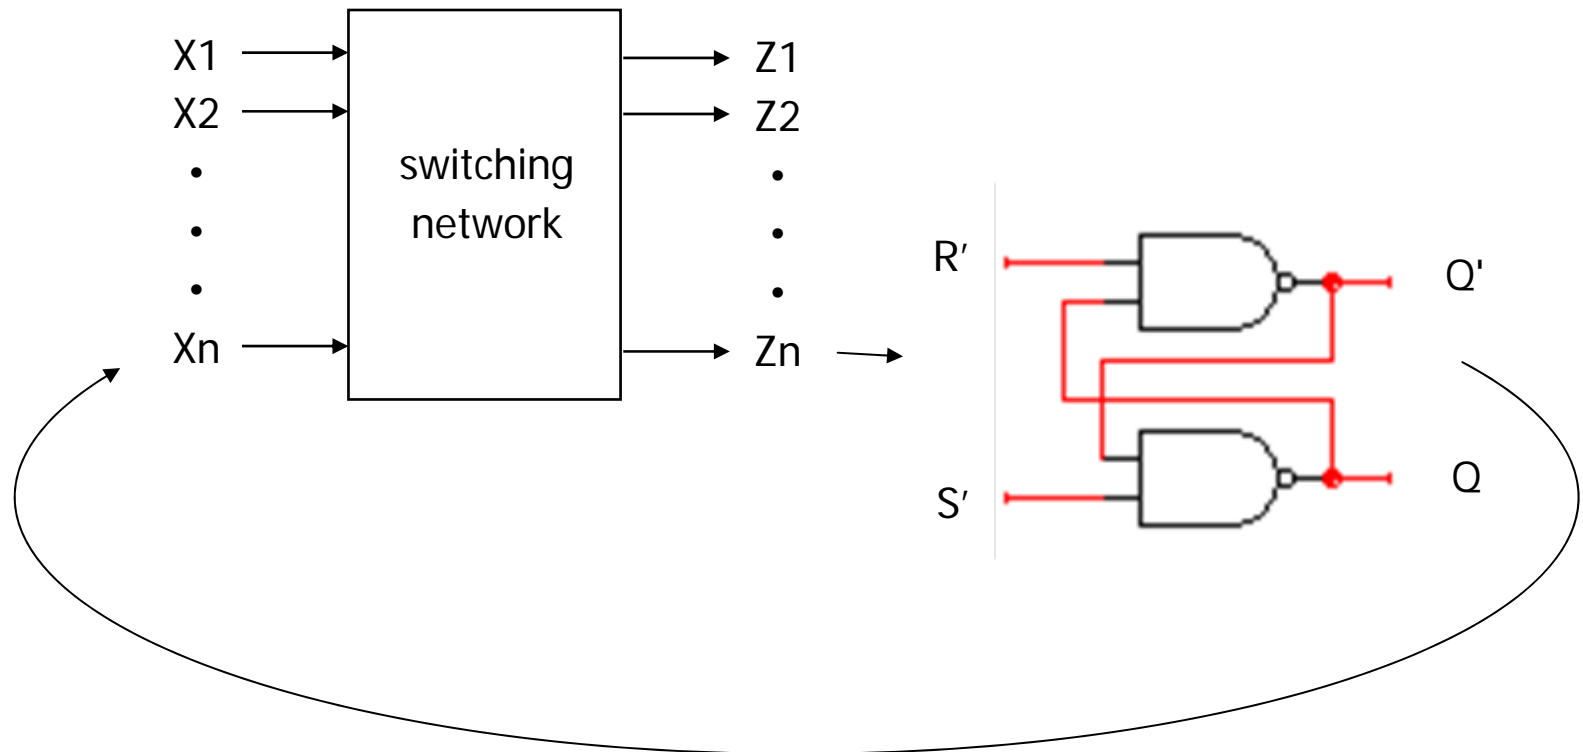 X1
X2
Xn
switching
network
Z1
Z2
Zn
R′
S′
Q'
Q